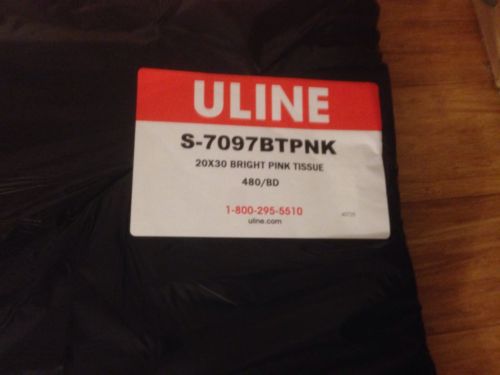 ULINE
S-7097BTPNK
20X30 BRIGHT PINK TISSUE
480/BD
1-800-295-5510
uline.com